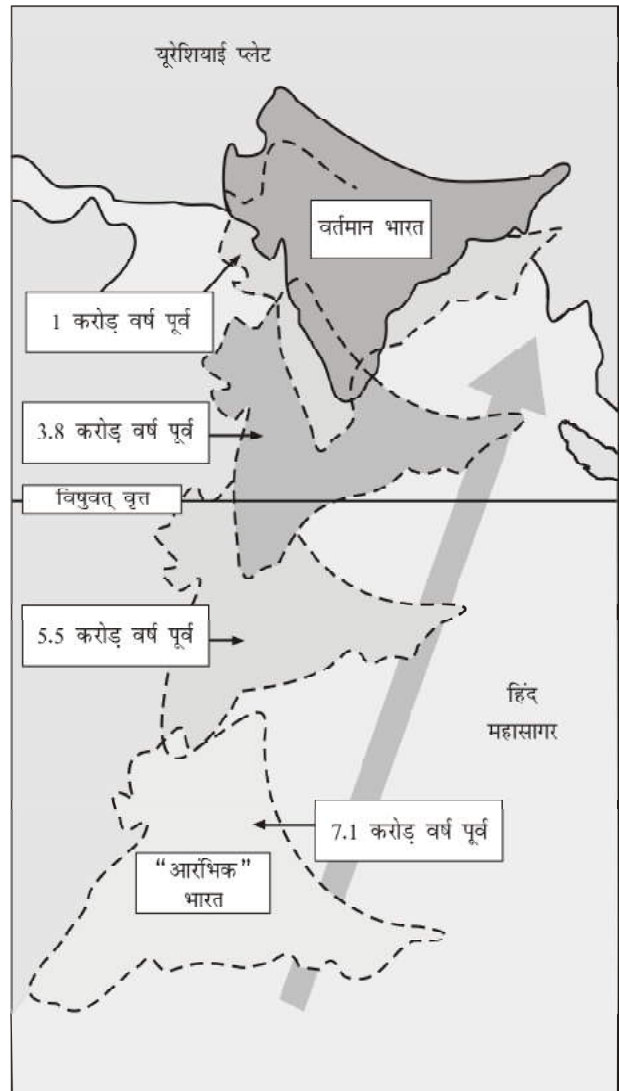 यूरेशियाई प्लेट
वर्तमान भारत
1 करोड़ वर्ष पूर्व
3.8 करोड़ वर्ष पूर्व
विषुवत् वृत्त
5.5 करोड़ वर्ष पूर्व
हिंद
महासागर
7.1 करोड़ वर्ष पूर्व
“आरंभिक”
भारत